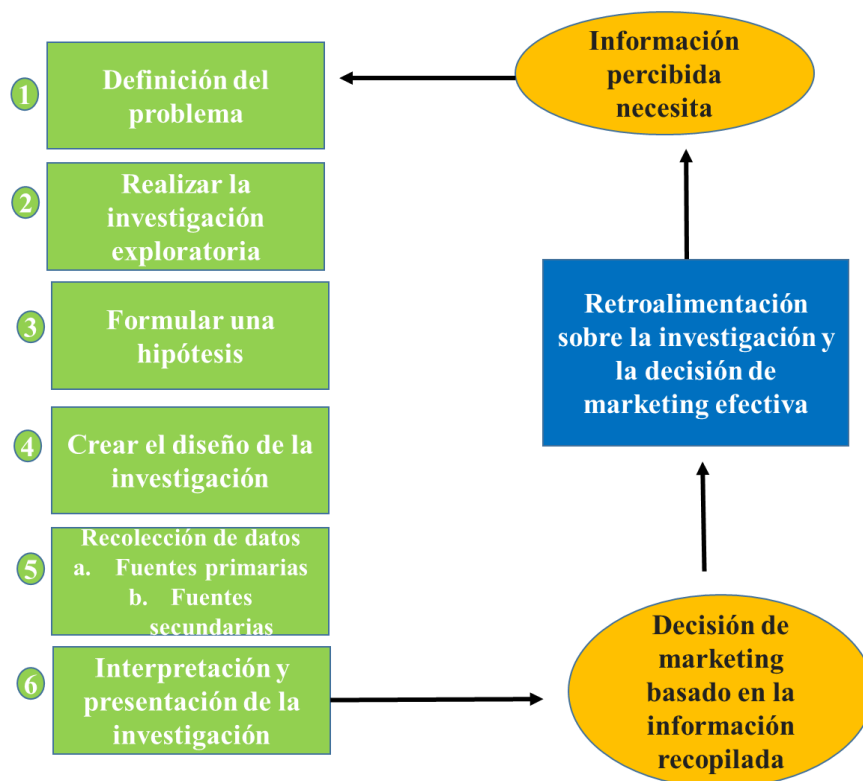 1
Definición del
problema
2
Realizar la
investigación
exploratoria
3
Formular una
hipótesis
4
Crear el diseño de la
investigación
5
Recolección de datos
a. Fuentes primarias
b. Fuentes
secundarias
6
Interpretación y
presentación de la
investigación
Decisión de
marketing
basado en la
información
recopilada
Retroalimentación
sobre la investigación y
la decisión de
marketing efectiva
Información
percibida
necesita